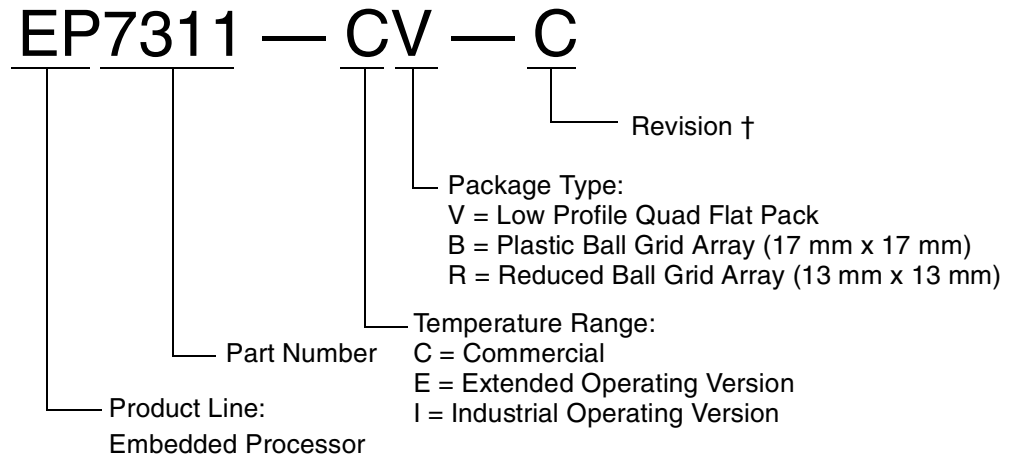 EP7311 — CV — C
Revision †
Package Type:
V = Low Profile Quad Flat Pack
B = Plastic Ball Grid Array (17 mm x 17 mm)
R = Reduced Ball Grid Array (13 mm x 13 mm)
Temperature Range:
C = Commercial
E = Extended Operating Version
I = Industrial Operating Version
Part Number
Product Line:
Embedded Processor